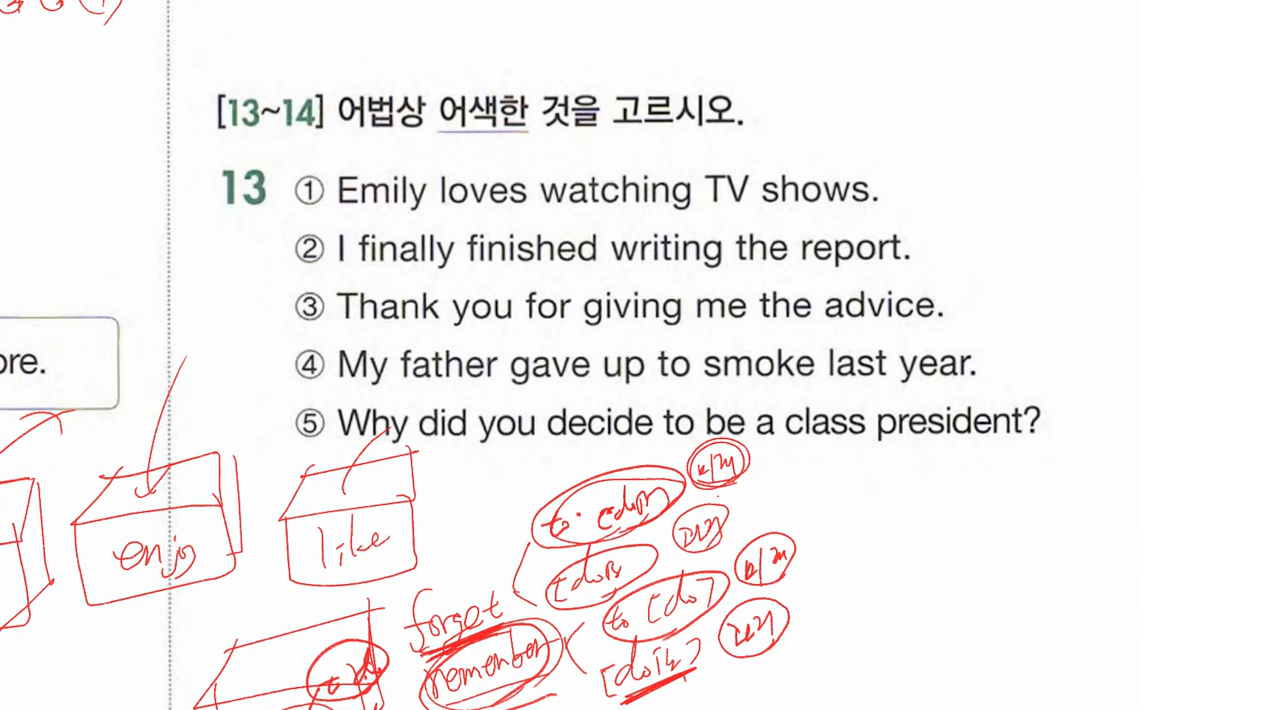 [13~14] 어법상 어색한 것을 고르시오.
13 ① Emily loves watching TV shows.
② I finally finished writing the report.
③ Thank you for giving me the advice.
④ My father gave up to smoke last year.
⑤ Why did you decide to be a class president?
ore.
enjoy
like
forget
remember
to
to [do]